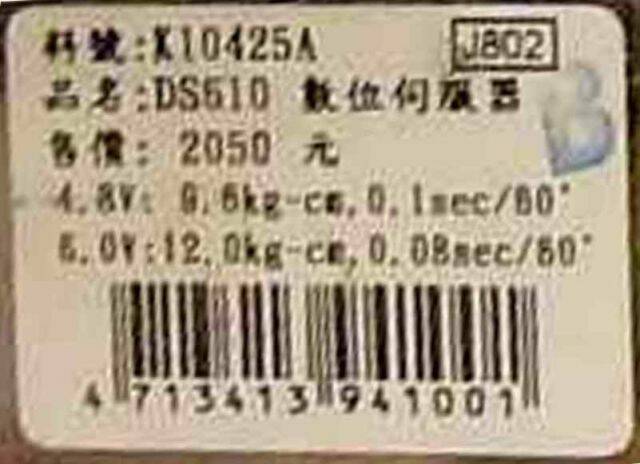 料號:K10425A J802
品名:DS610 數位伺服器
售價: 2050 元
4.8V: 9.6kg-cm,0.1sec/60°
6.0V:12.0kg-cm,0.08sec/60°
4 713413 941001